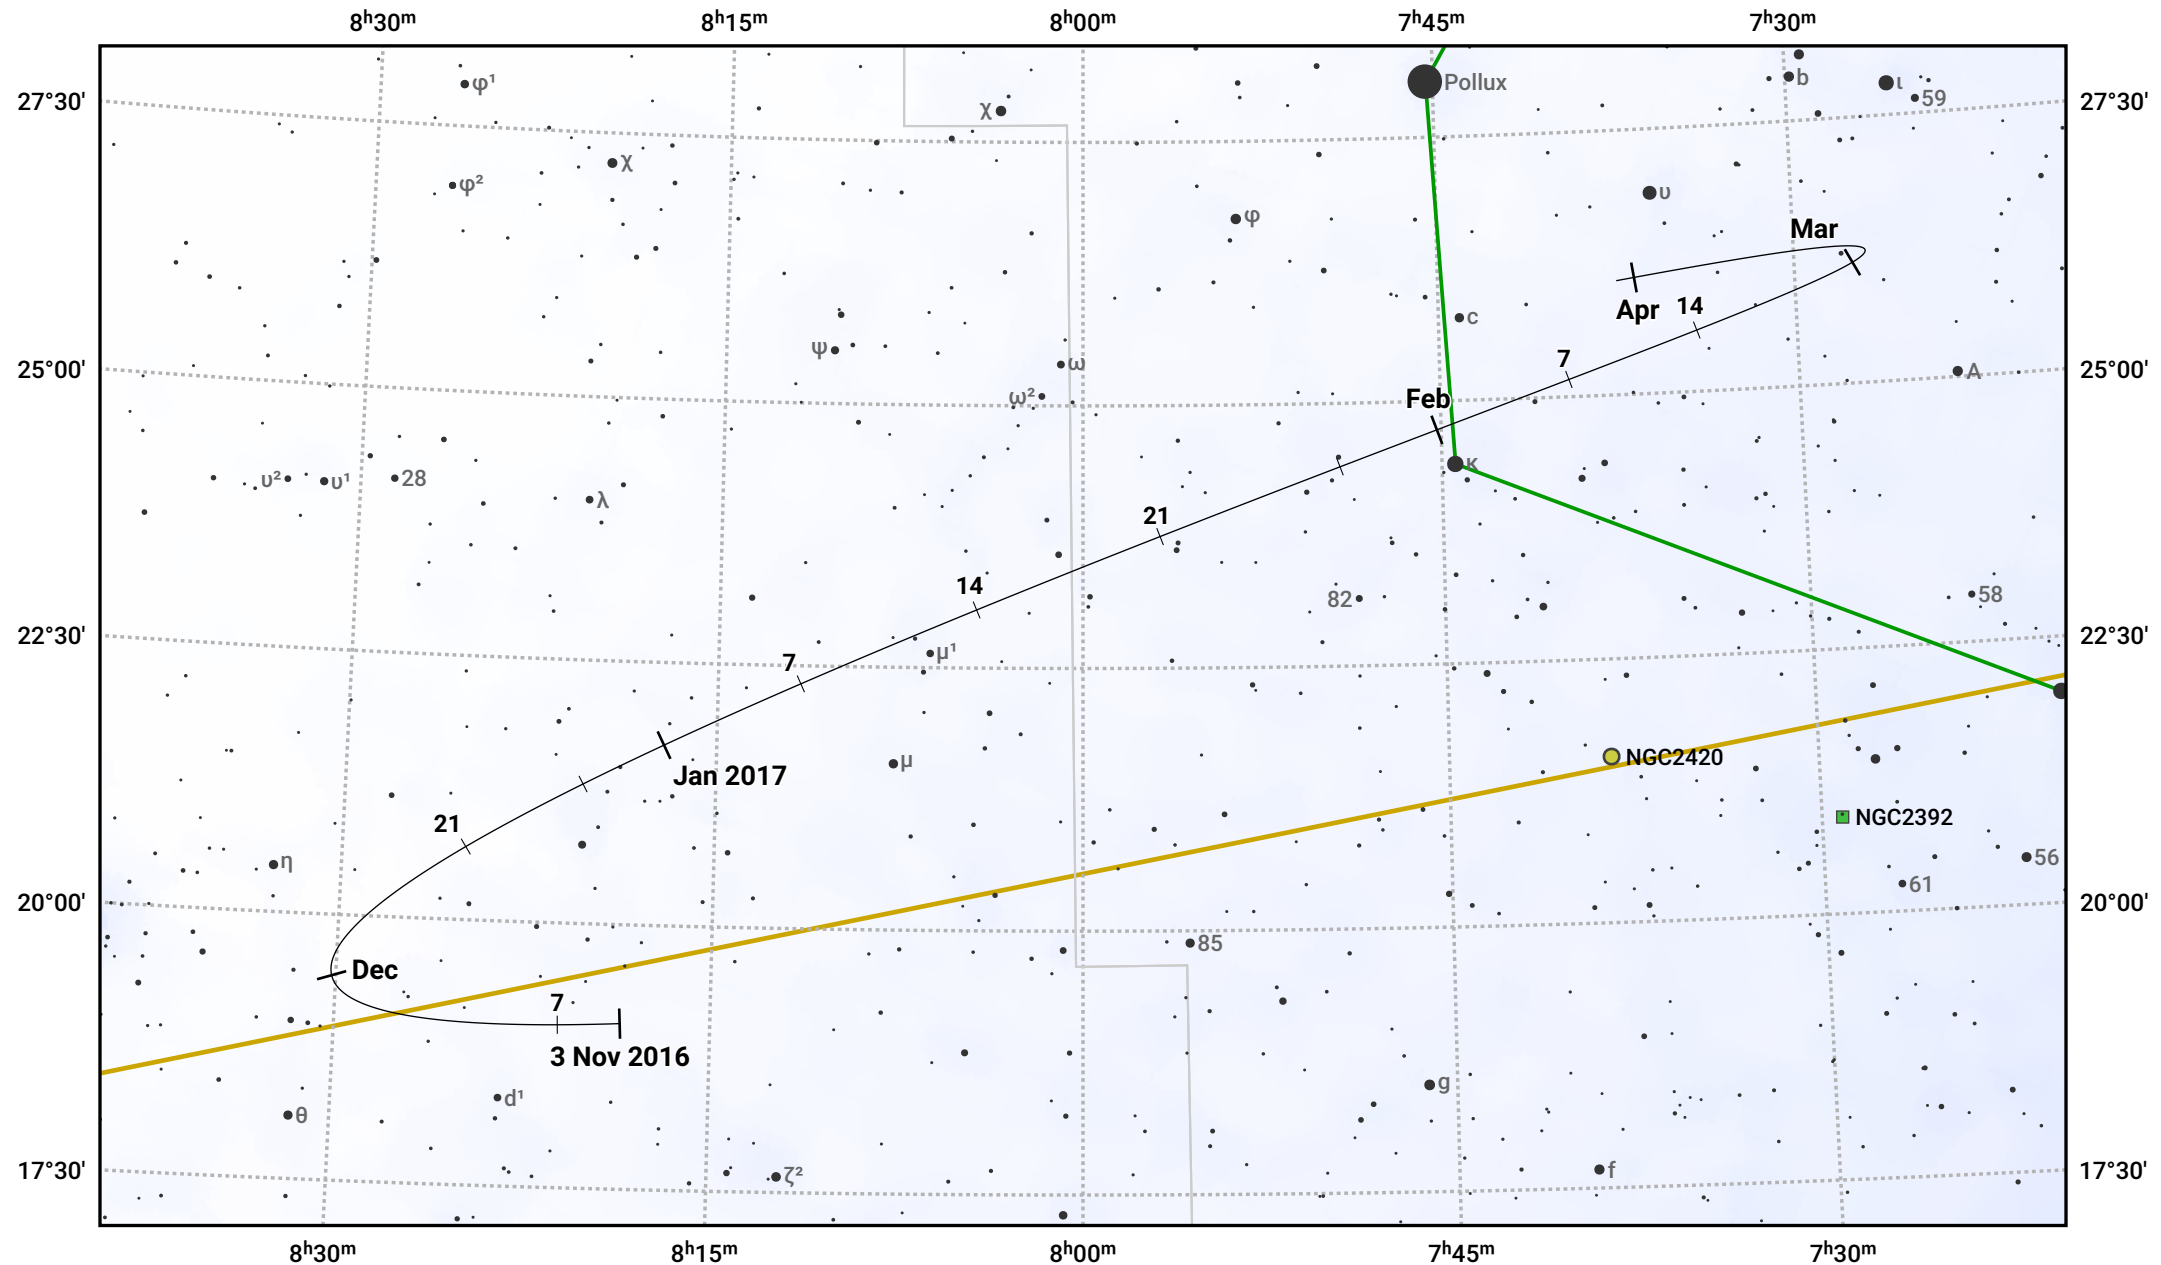 8ʰ30ᵐ 8ʰ15ᵐ 8ʰ00ᵐ 7ʰ45ᵐ 7ʰ30ᵐ
φ¹ Pollux b ι
27°30' χ 59 27°30'
χ
φ² υ
φ
Mar
c Apr 14
ψ 7
25°00' ω A 25°00'
ω² Feb
κ
υ² υ¹ 28 λ
21
14 82 58
22°30' 7 μ¹ 22°30'
μ NGC2420
Jan 2017
21 NGC2392
η 56
61
20°00' 20°00'
85
Dec
7
3 Nov 2016
g
θ d¹
17°30' ζ² f 17°30'
8ʰ30ᵐ 8ʰ15ᵐ 8ʰ00ᵐ 7ʰ45ᵐ 7ʰ30ᵐ